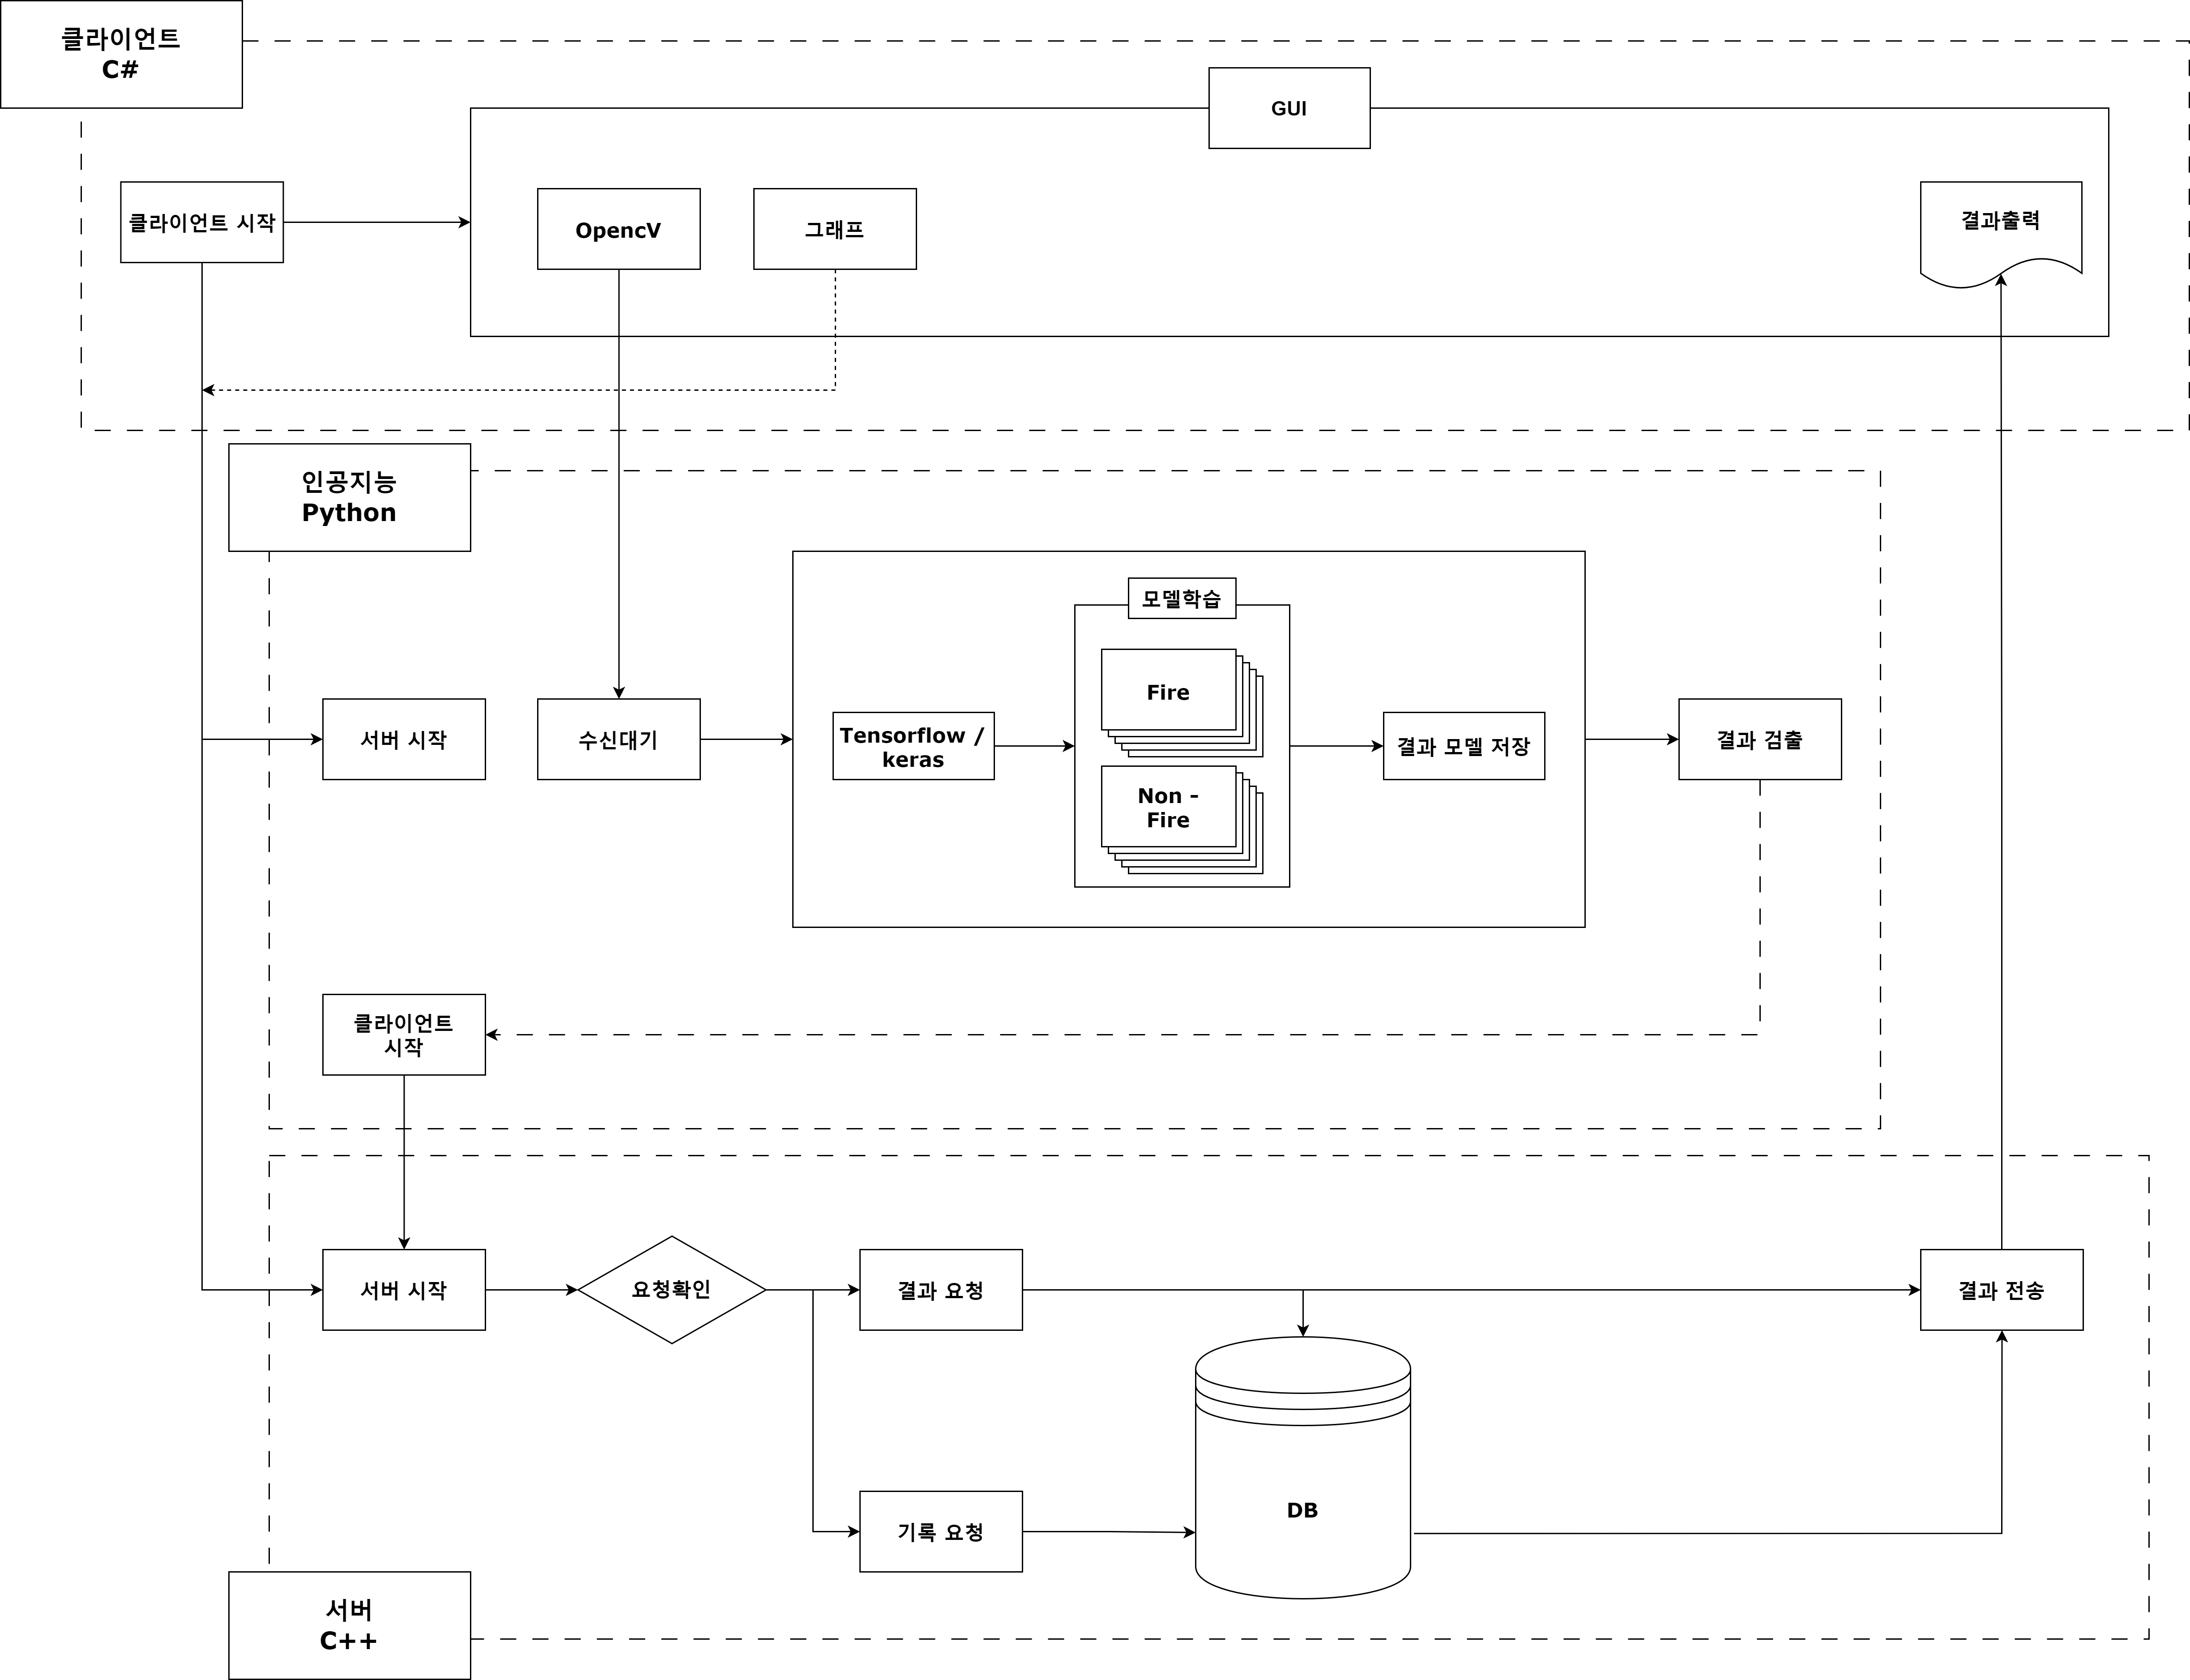 클라이언트
C#
GUI
클라이언트 시작
OpencV
그래프
결과출력
인공지능
Python
모델학습
Fire
서버 시작
수신대기
Tensorflow /
keras
결과 모델 저장
결과 검출
Non -
Fire
클라이언트
시작
서버 시작
요청확인
결과 요청
결과 전송
DB
기록 요청
서버
C++